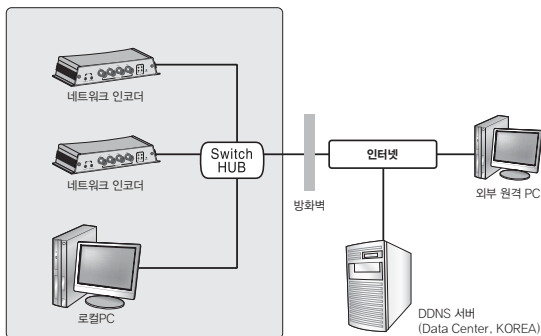 네트워크 인코더
네트워크 인코더
Switch
HUB
인터넷
방화벽
외부 원격 PC
로컬PC
DDNS 서버
(Data Center, KOREA)